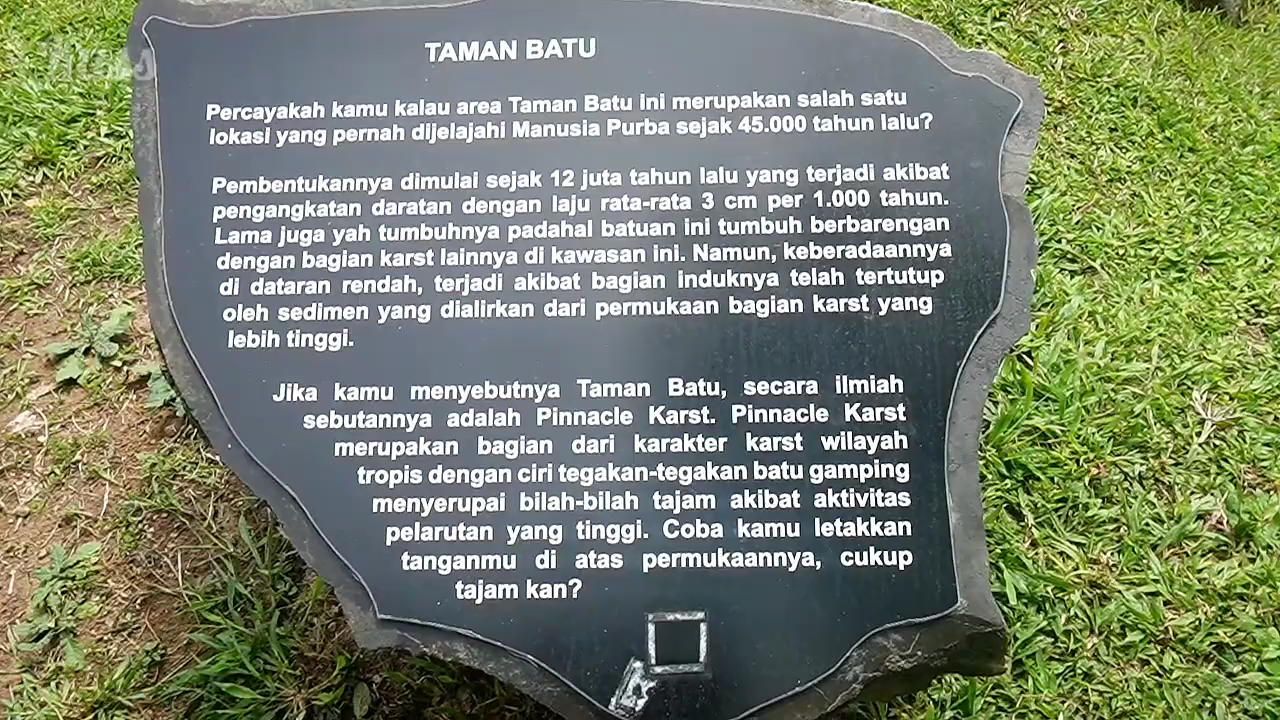 TAMAN BATU
Percayakah kamu kalau area Taman Batu ini merupakan salah satu
lokasi yang pernah dijelajahi Manusia Purba sejak 45.000 tahun lalu?
Pembentukannya dimulai sejak 12 juta tahun lalu yang terjadi akibat
pengangkatan daratan dengan laju rata-rata 3 cm per 1.000 tahun.
Lama juga yah tumbuhnya padahal batuan ini tumbuh berbarengan
dengan bagian karst lainnya di kawasan ini. Namun, keberadaannya
di dataran rendah, terjadi akibat bagian induknya telah tertutup
oleh sedimen yang dialirkan dari permukaan bagian karst yang
lebih tinggi.
Jika kamu menyebutnya Taman Batu, secara ilmiah
sebutannya adalah Pinnacle Karst. Pinnacle Karst
merupakan bagian dari karakter karst wilayah
tropis dengan ciri tegakan-tegakan batu gamping
menyerupai bilah-bilah tajam akibat aktivitas
pelarutan yang tinggi. Coba kamu letakkan
tanganmu di atas permukaannya, cukup
tajam kan?